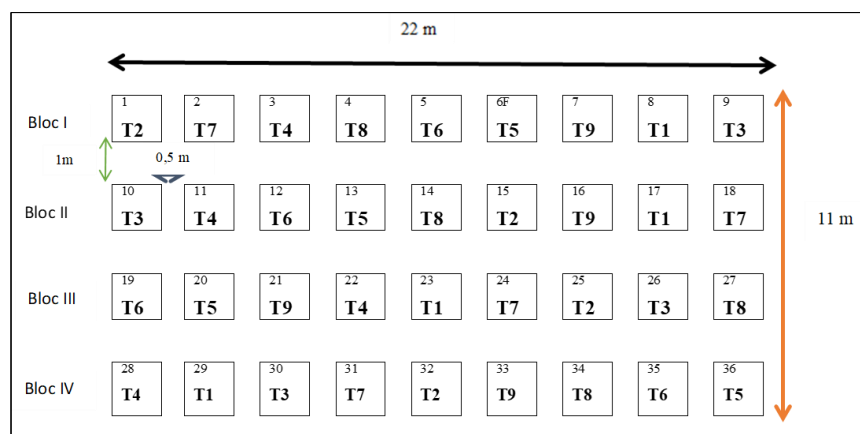 22 m
1 2 3 4 5 6F 7 8 9
Bloc I T2 T7 T4 T8 T6 T5 T9 T1 T3
1m 0,5 m
10 11 12 13 14 15 16 17 18
Bloc II T3 T4 T6 T5 T8 T2 T9 T1 T7 11 m
19 20 21 22 23 24 25 26 27
Bloc III T6 T5 T9 T4 T1 T7 T2 T3 T8
28 29 30 31 32 33 34 35 36
Bloc IV T4 T1 T3 T7 T2 T9 T8 T6 T5